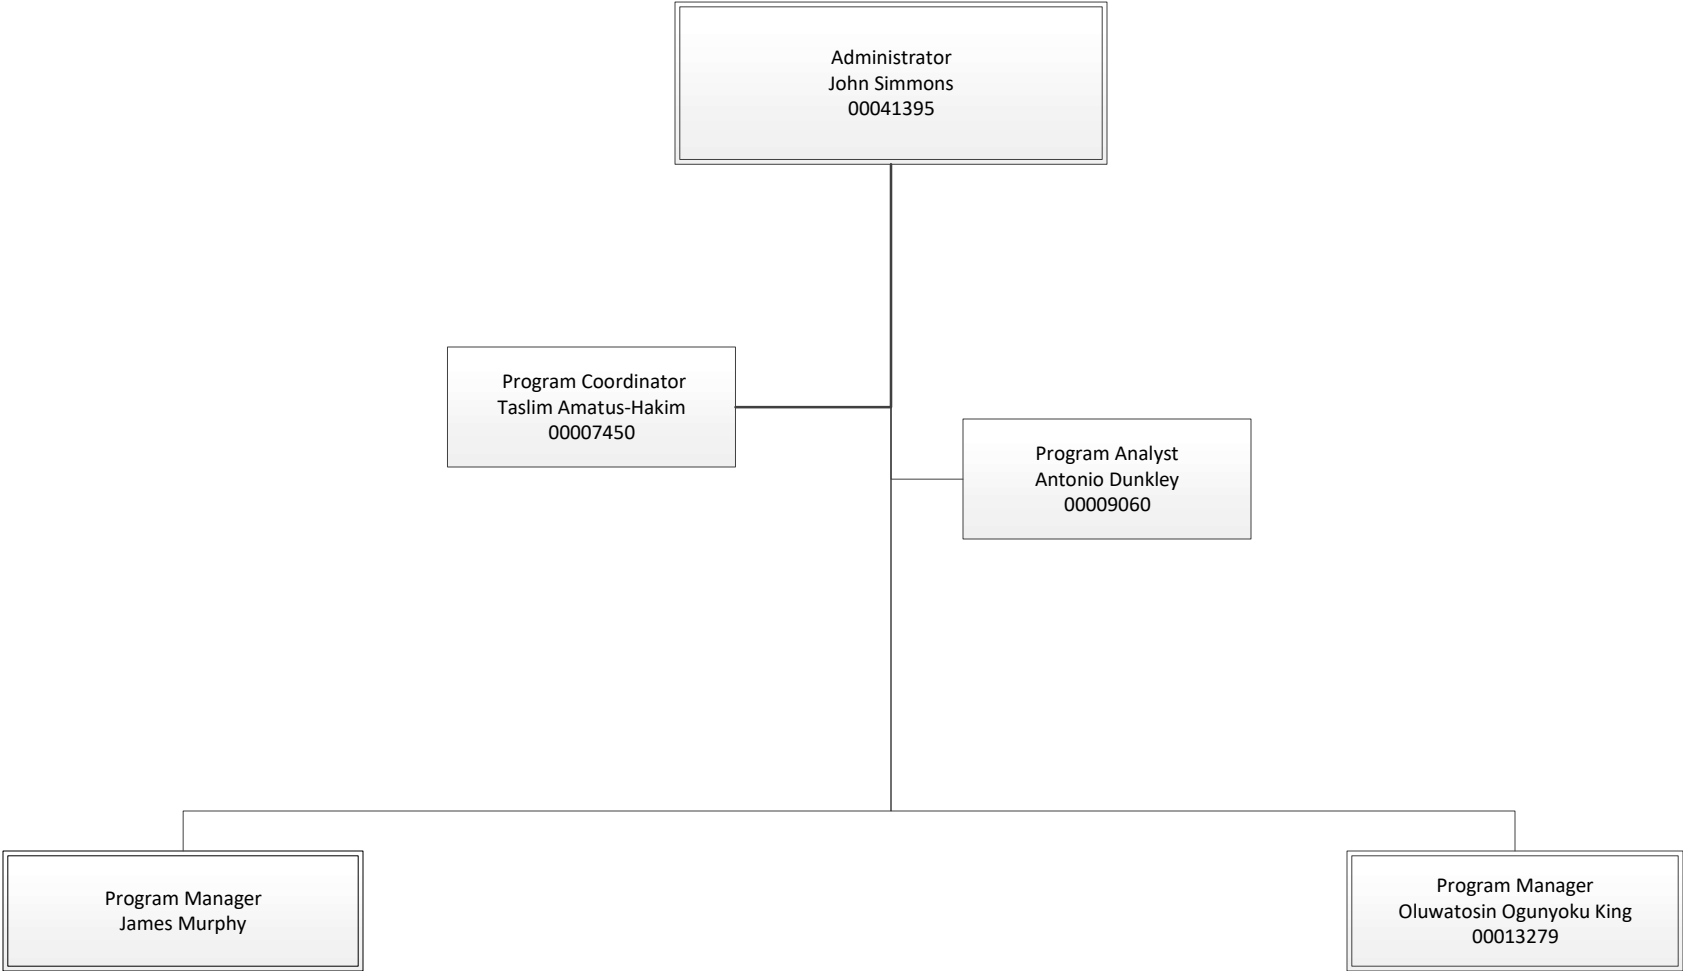 Administrator
John Simmons
00041395
Program Coordinator
Taslim Amatus-Hakim
00007450
Program Analyst
Antonio Dunkley
00009060
Program Manager
James Murphy
Program Manager
Oluwatosin Ogunyoku King
00013279